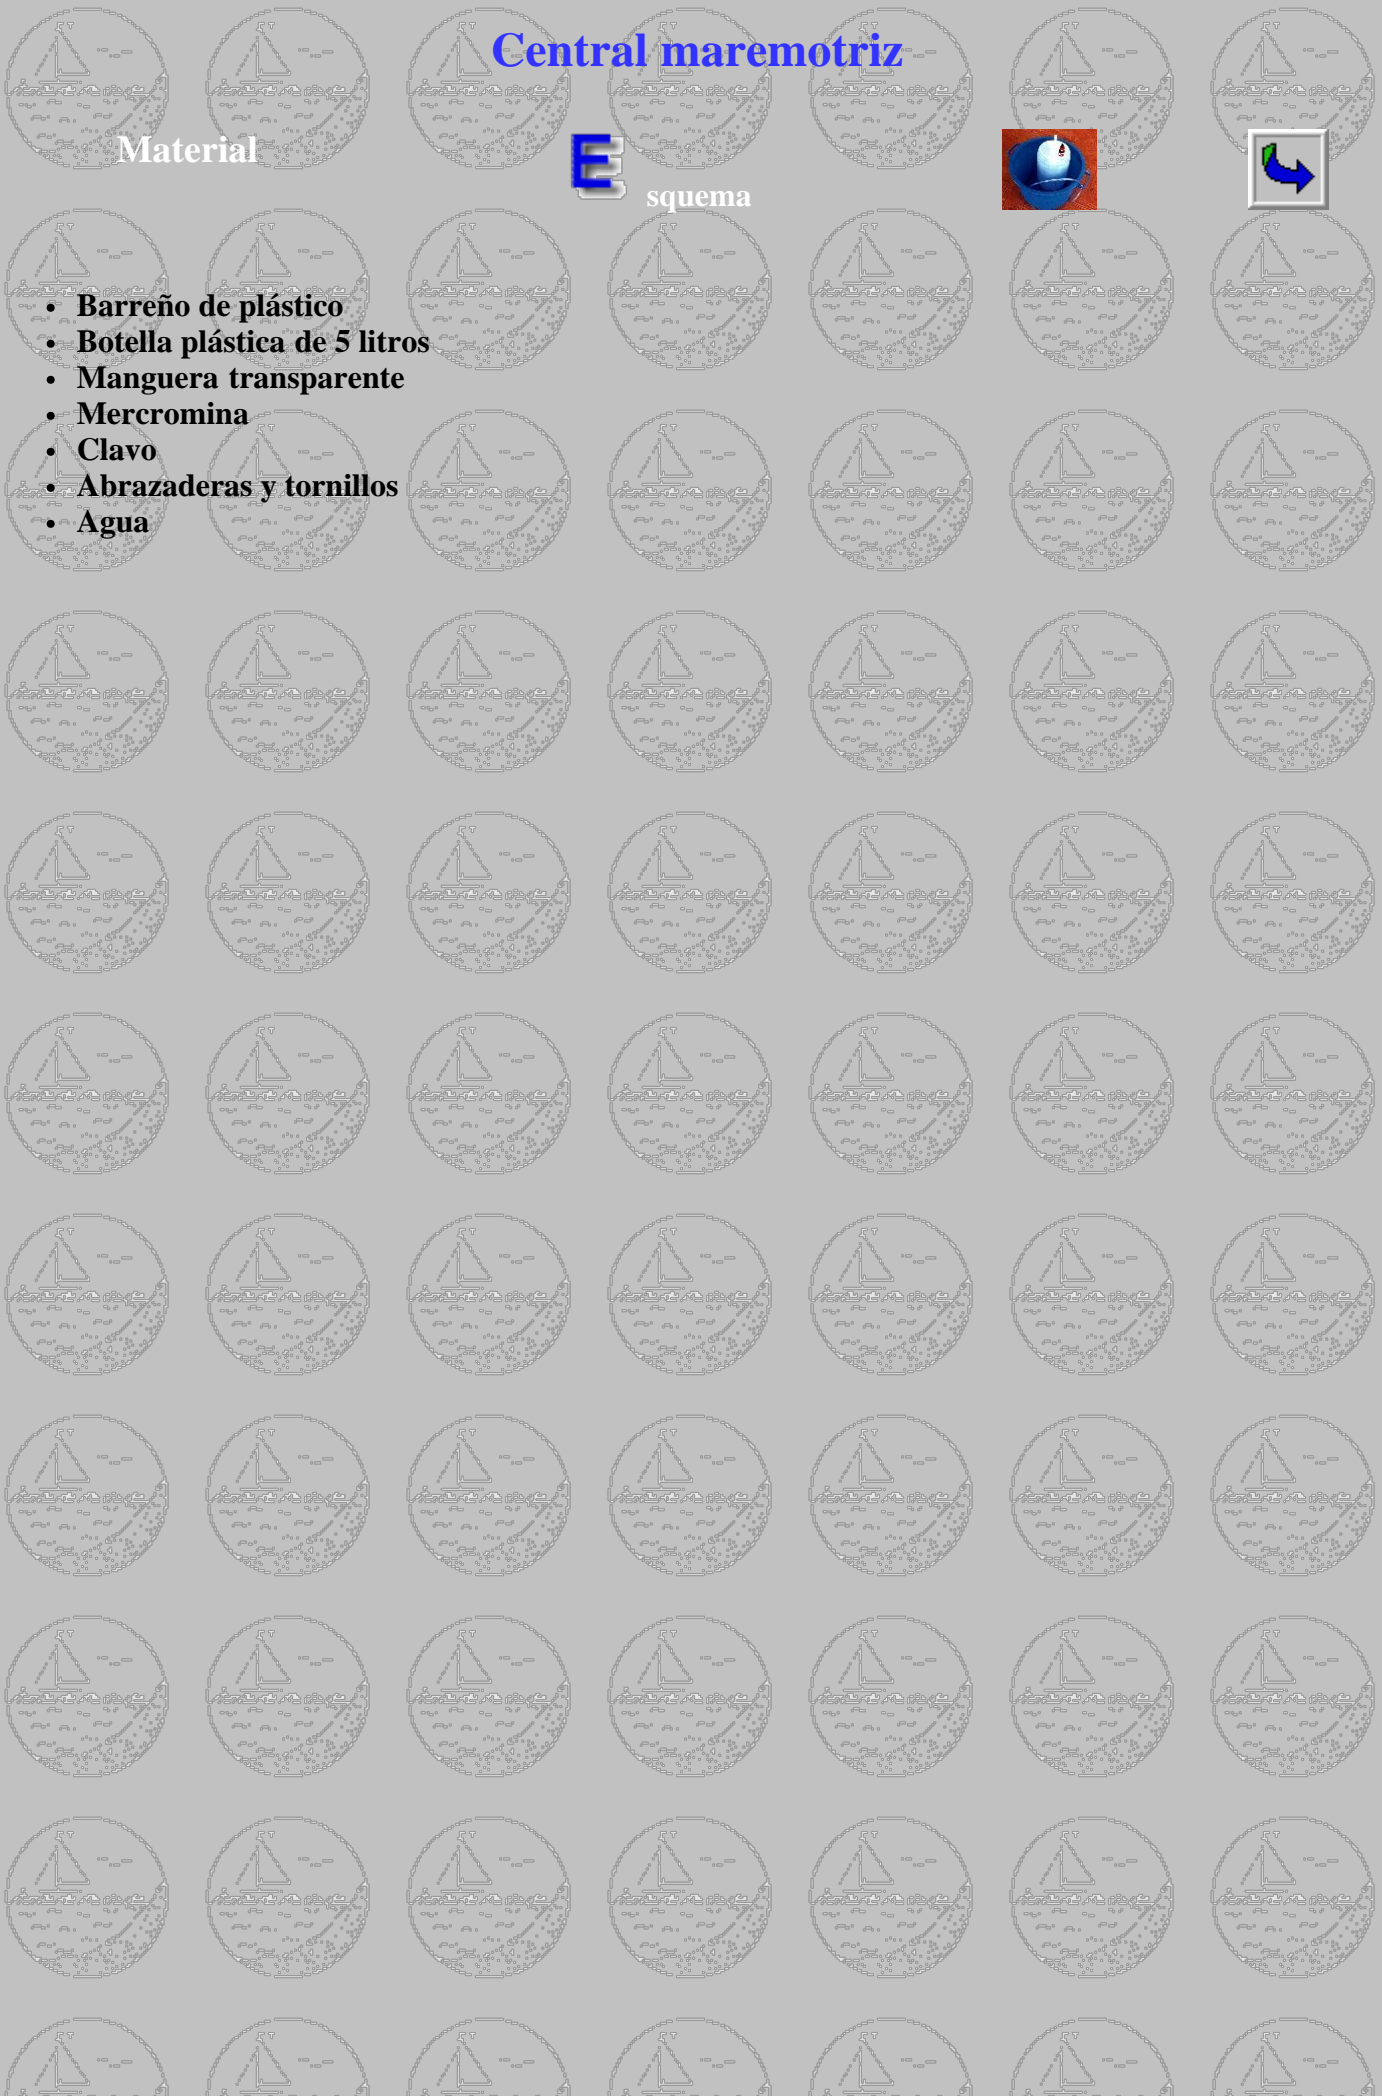 Central maremotriz
Material
E
squema
Barreño de plástico
Botella plástica de 5 litros
Manguera transparente
Mercromina
Clavo
Abrazaderas y tornillos
Agua